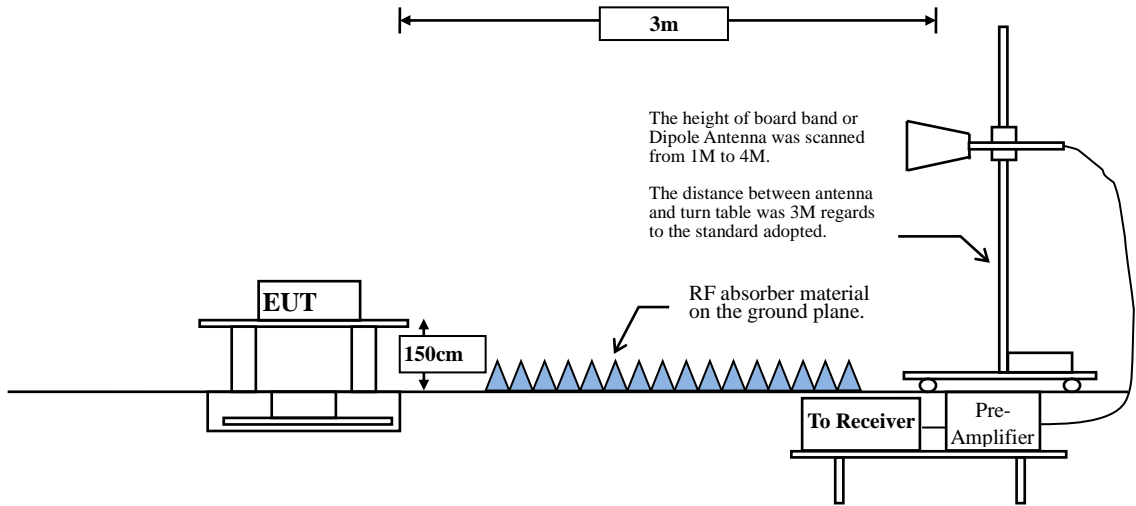 3m
The height of board band or
Dipole Antenna was scanned
from 1M to 4M.
The distance between antenna
and turn table was 3M regards
to the standard adopted.
EUT
RF absorber material
on the ground plane.
150cm
To Receiver
Pre-
Amplifier